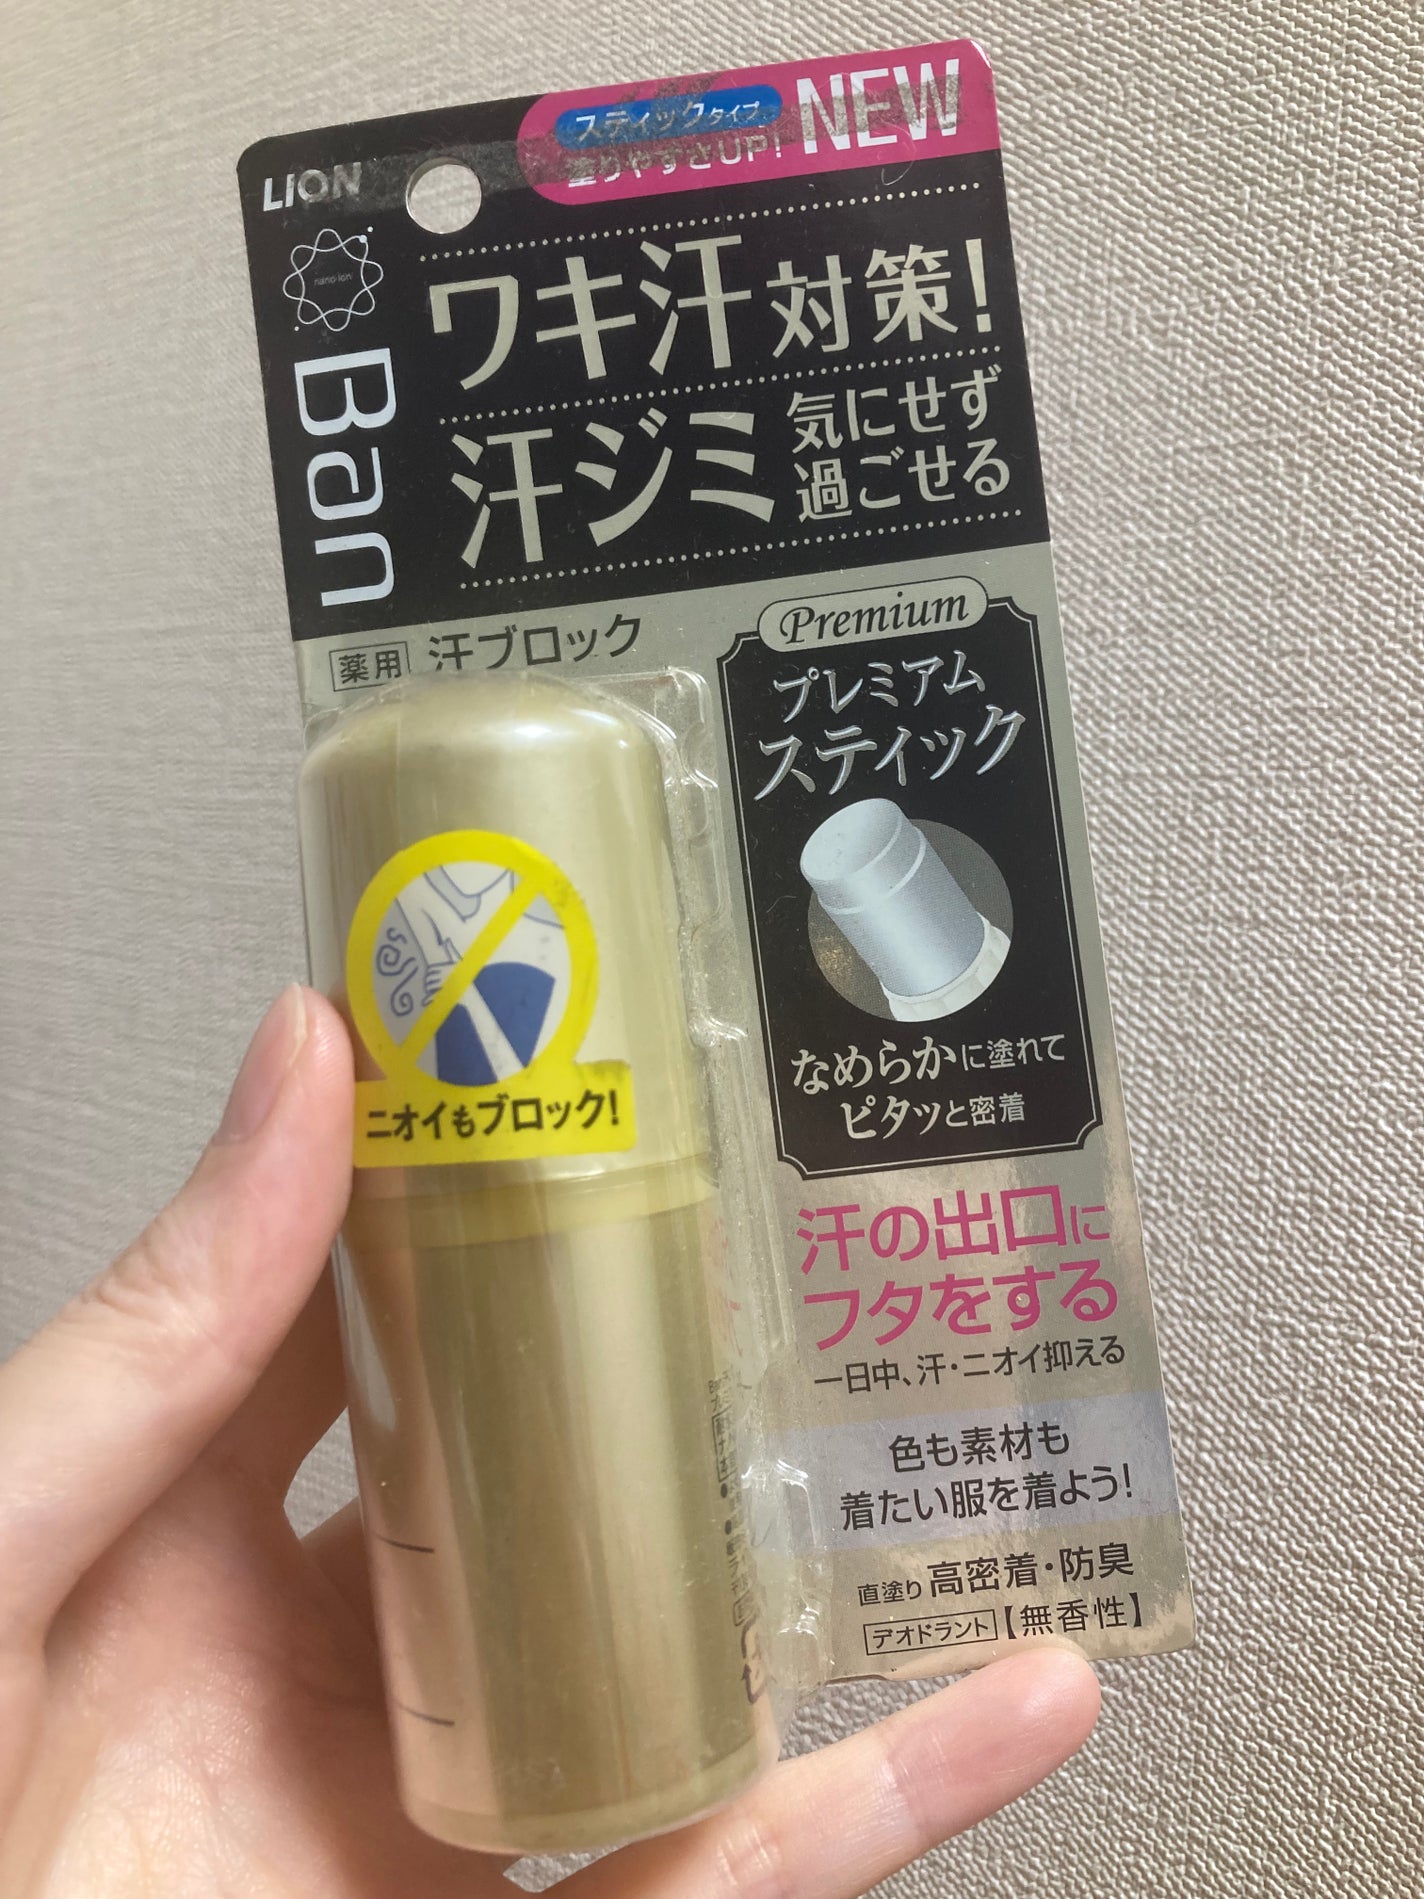 スティックタイプ
塗りやすさUP!
NEW
LION
nano ion
Ban
ワキ汗対策!
汗ジミ
気にせず
過ごせる
薬用 汗ブロック
Premium
プレミアム
スティック
なめらかに塗れて
ピタッと密着
ニオイもブロック!
汗の出口に
フタをする
一日中、汗・ニオイ抑える
色も素材も
着たい服を着よう!
直塗り 高密着・防臭
デオドラント【無香性】